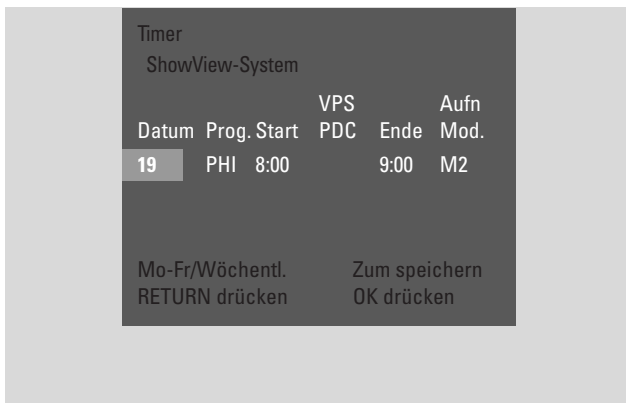 Timer
ShowView-System
VPS Aufn
Datum Prog. Start PDC Ende Mod.
19 PHI 8:00 9:00 M2
Mo-Fr/Wöchentl. Zum speichern
RETURN drücken OK drücken